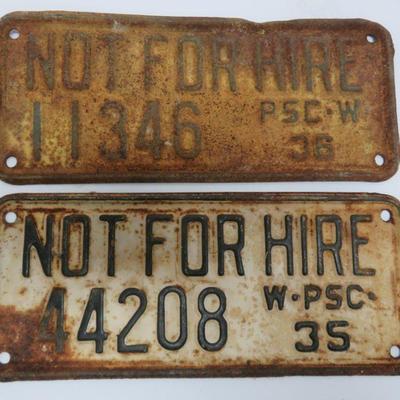 NOT FOR HIRE
11346 PSC·W·
36
NOT FOR HIRE
44208 W·PSC·
35